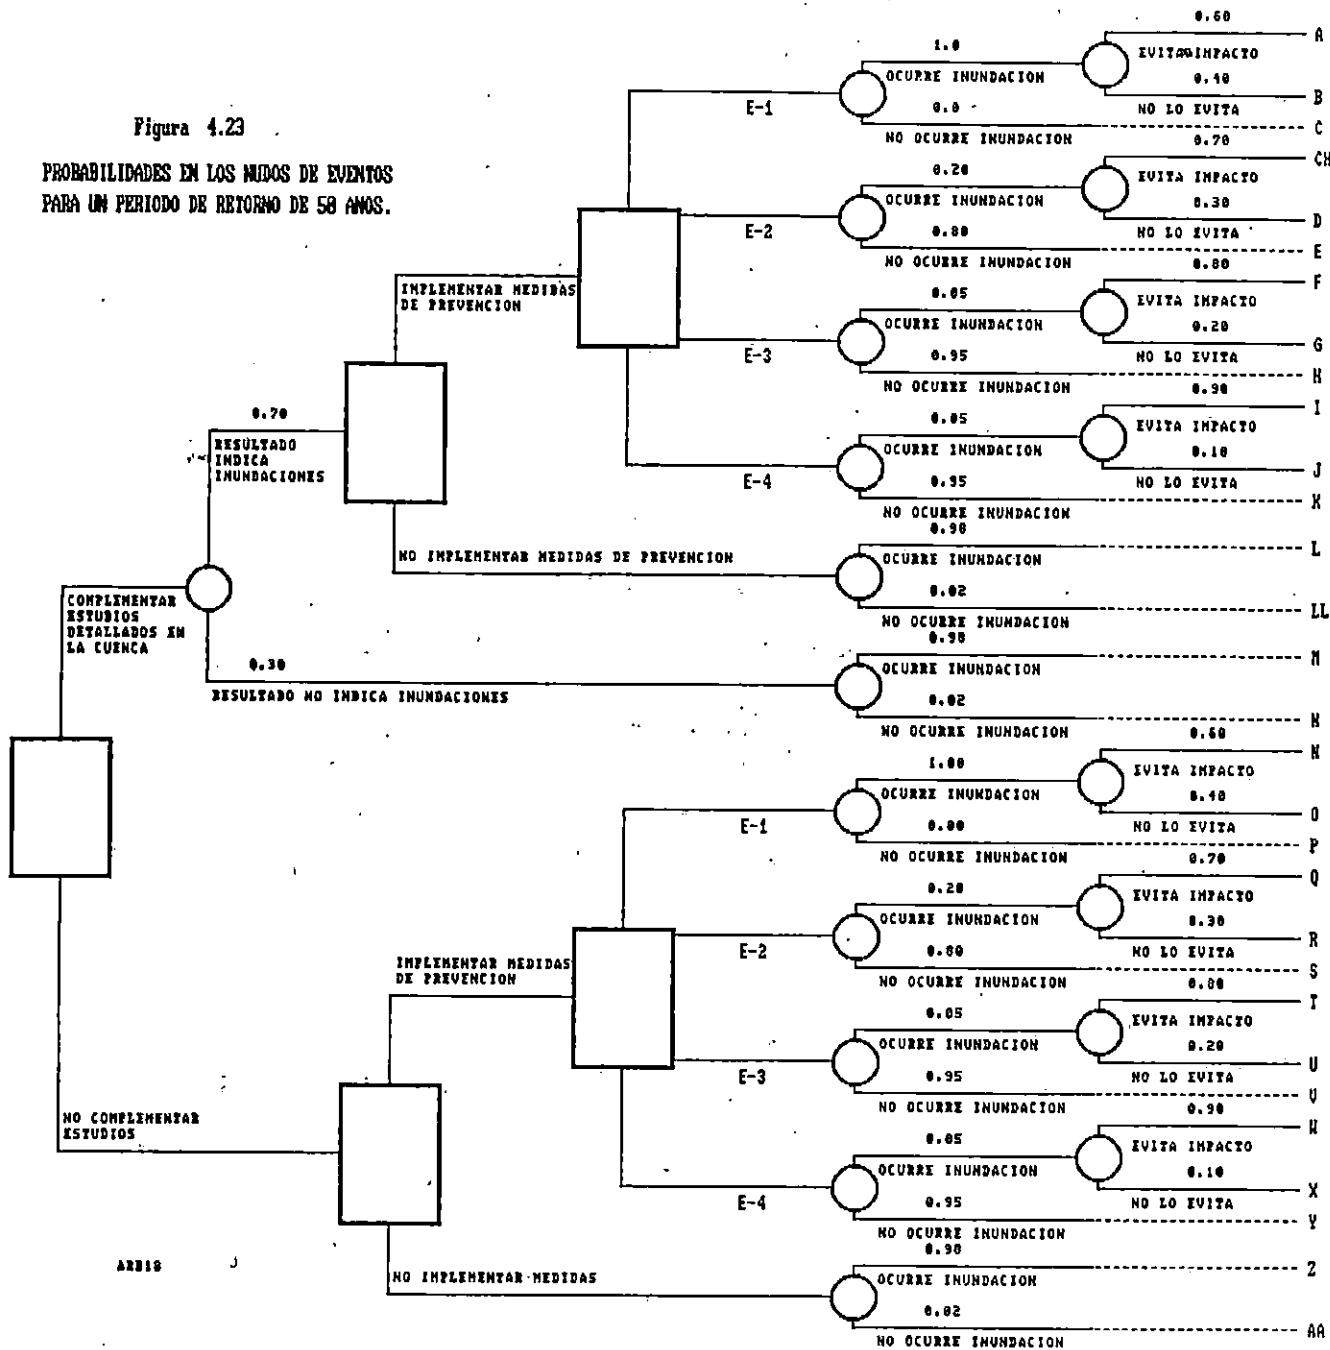 Figura 4.23
PROBABILIDADES EN LOS NUDOS DE EVENTOS
PARA UN PERIODO DE RETORNO DE 50 ANOS.
0.60
A
1.0
EVITA IMPACTO
OCURRE INUNDACION
0.40
B
E-1
0.0
NO LO EVITA
C
NO OCURRE INUNDACION
0.70
CH
0.20
EVITA IMPACTO
OCURRE INUNDACION
0.30
D
E-2
0.80
NO LO EVITA
E
NO OCURRE INUNDACION
0.80
F
IMPLEMENTAR MEDIDAS
DE PREVENCION
0.05
EVITA IMPACTO
OCURRE INUNDACION
0.20
G
E-3
0.95
NO LO EVITA
H
NO OCURRE INUNDACION
0.90
I
0.70
0.05
EVITA IMPACTO
RESULTADO
INDICA
INUNDACIONES
OCURRE INUNDACION
0.10
J
E-4
0.95
NO LO EVITA
K
NO OCURRE INUNDACION
0.98
L
NO IMPLEMENTAR MEDIDAS DE PREVENCION
OCURRE INUNDACION
0.02
LL
COMPLEMENTAR
ESTUDIOS
DETALLADOS EN
LA CUENCA
NO OCURRE INUNDACION
0.98
M
0.30
OCURRE INUNDACION
RESULTADO NO INDICA INUNDACIONES
0.02
N
NO OCURRE INUNDACION
0.60
N
1.00
EVITA IMPACTO
OCURRE INUNDACION
0.40
O
E-1
0.00
NO LO EVITA
P
NO OCURRE INUNDACION
0.70
Q
0.20
EVITA IMPACTO
OCURRE INUNDACION
0.30
R
E-2
0.80
NO LO EVITA
S
IMPLEMENTAR MEDIDAS
DE PREVENCION
NO OCURRE INUNDACION
0.80
T
0.05
EVITA IMPACTO
OCURRE INUNDACION
0.20
U
E-3
0.95
NO LO EVITA
V
NO OCURRE INUNDACION
0.90
W
NO COMPLEMENTAR
ESTUDIOS
0.05
EVITA IMPACTO
OCURRE INUNDACION
0.10
X
E-4
0.95
NO LO EVITA
Y
NO OCURRE INUNDACION
0.98
Z
NO IMPLEMENTAR MEDIDAS
OCURRE INUNDACION
0.02
AA
NO OCURRE INUNDACION